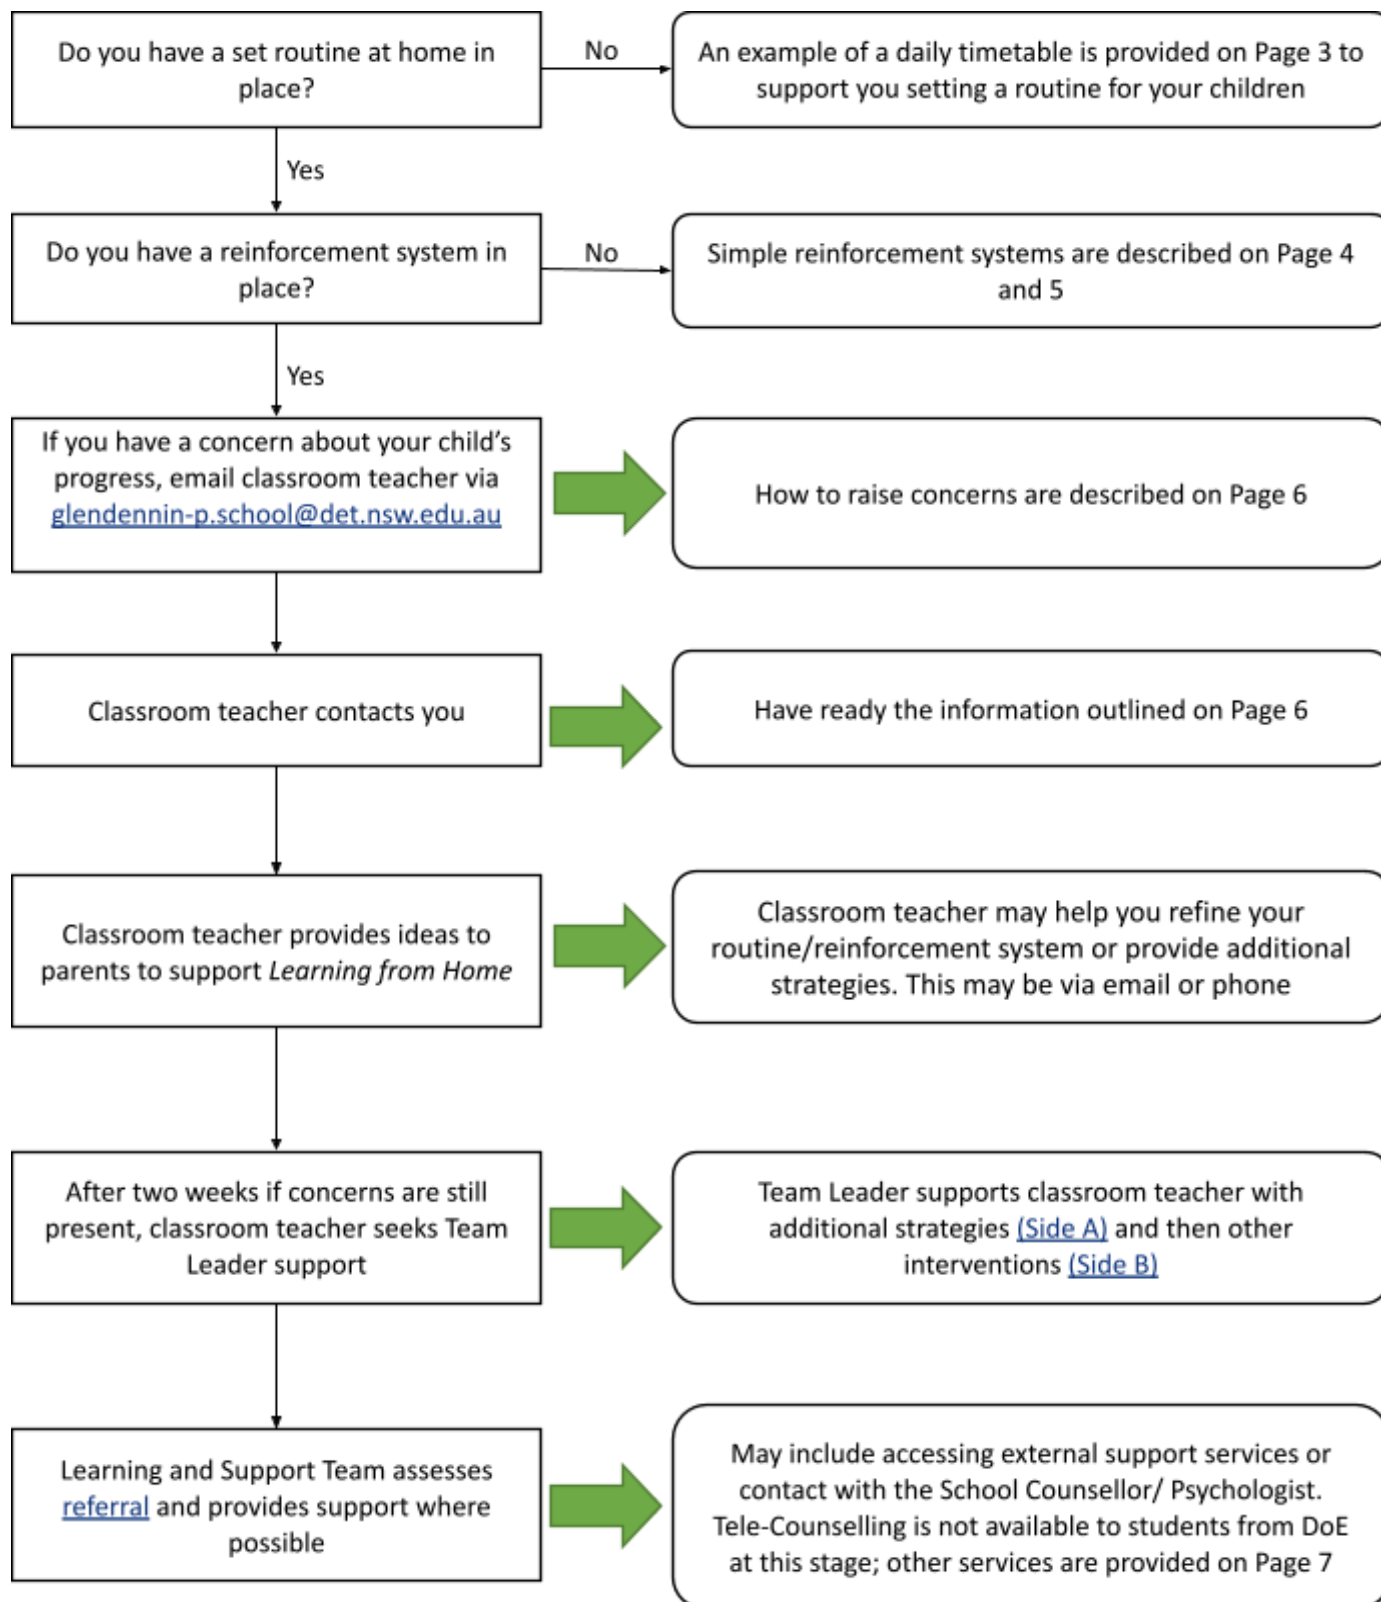 Do you have a set routine at home in
place?
No
An example of a daily timetable is provided on Page 3 to
support you setting a routine for your children
Yes
Do you have a reinforcement system in
place?
No
Simple reinforcement systems are described on Page 4
and 5
Yes
If you have a concern about your child’s
progress, email classroom teacher via
glendennin-p.school@det.nsw.edu.au
How to raise concerns are described on Page 6
Classroom teacher contacts you
Have ready the information outlined on Page 6
Classroom teacher provides ideas to
parents to support Learning from Home
Classroom teacher may help you refine your
routine/reinforcement system or provide additional
strategies. This may be via email or phone
After two weeks if concerns are still
present, classroom teacher seeks Team
Leader support
Team Leader supports classroom teacher with
additional strategies (Side A) and then other
interventions (Side B)
Learning and Support Team assesses
referral and provides support where
possible
May include accessing external support services or
contact with the School Counsellor/ Psychologist.
Tele-Counselling is not available to students from DoE
at this stage; other services are provided on Page 7